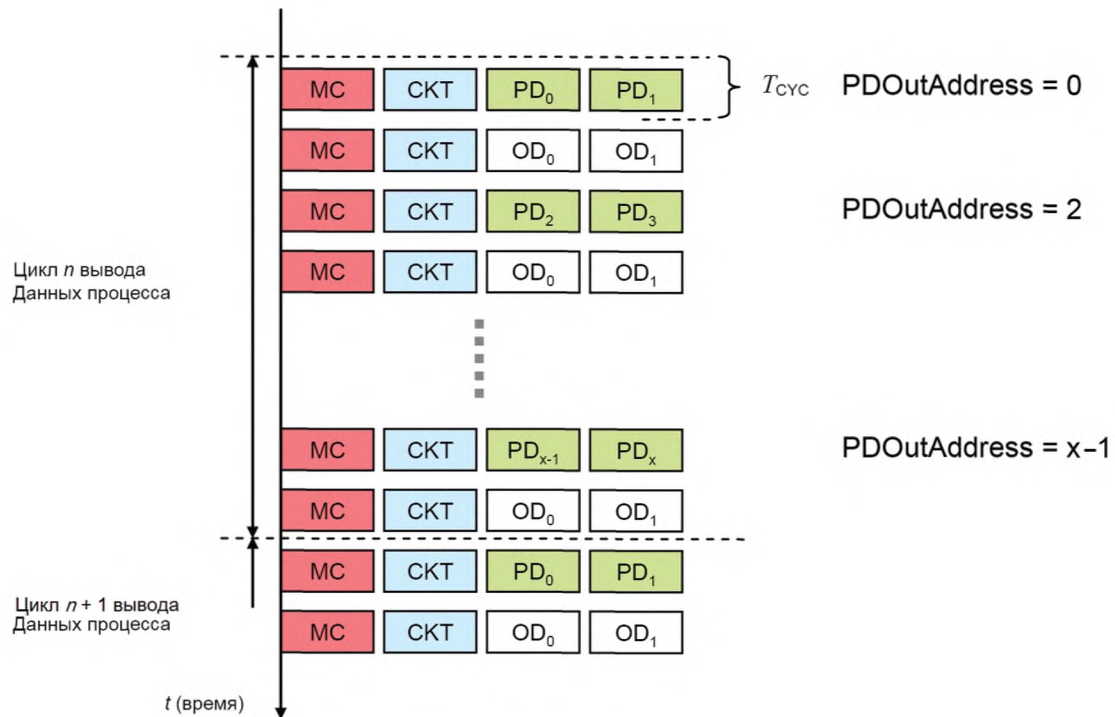 MC CKT PD₀ PD₁ T_CYC PDOutAddress = 0
MC CKT OD₀ OD₁
MC CKT PD₂ PD₃ PDOutAddress = 2
MC CKT OD₀ OD₁
Цикл n вывода
Данных процесса
MC CKT PDₓ₋₁ PDₓ PDOutAddress = x–1
MC CKT OD₀ OD₁
MC CKT PD₀ PD₁
Цикл n + 1 вывода
Данных процесса
MC CKT OD₀ OD₁
t (время)